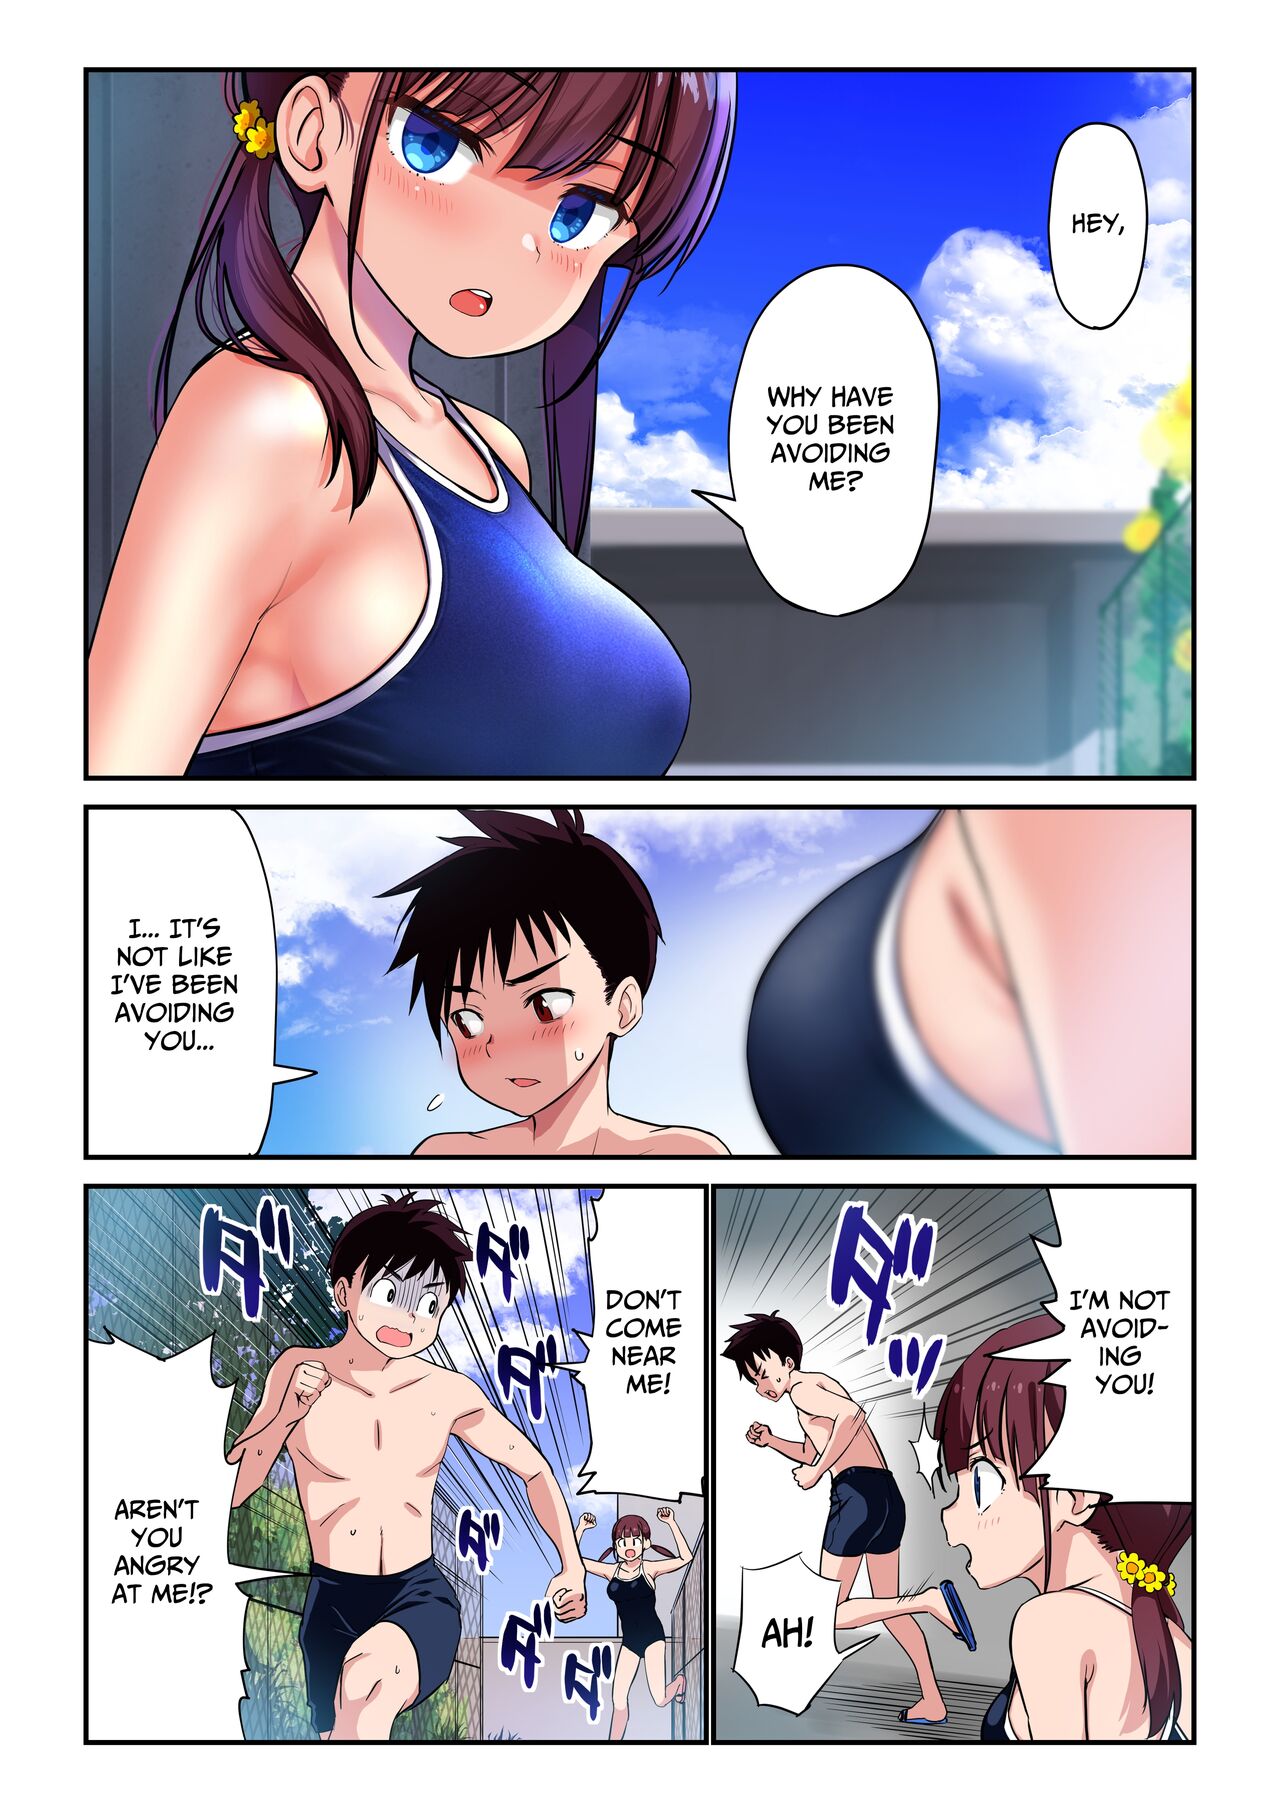 HEY,
WHY HAVE
YOU BEEN
AVOIDING
ME?
I... IT'S
NOT LIKE
I'VE BEEN
AVOIDING
YOU...
I'M NOT
AVOID-
ING
YOU!
ダダッ
AH!
DON'T
COME
NEAR
ME!
ダダダダダダ
AREN'T
YOU
ANGRY
AT ME!?